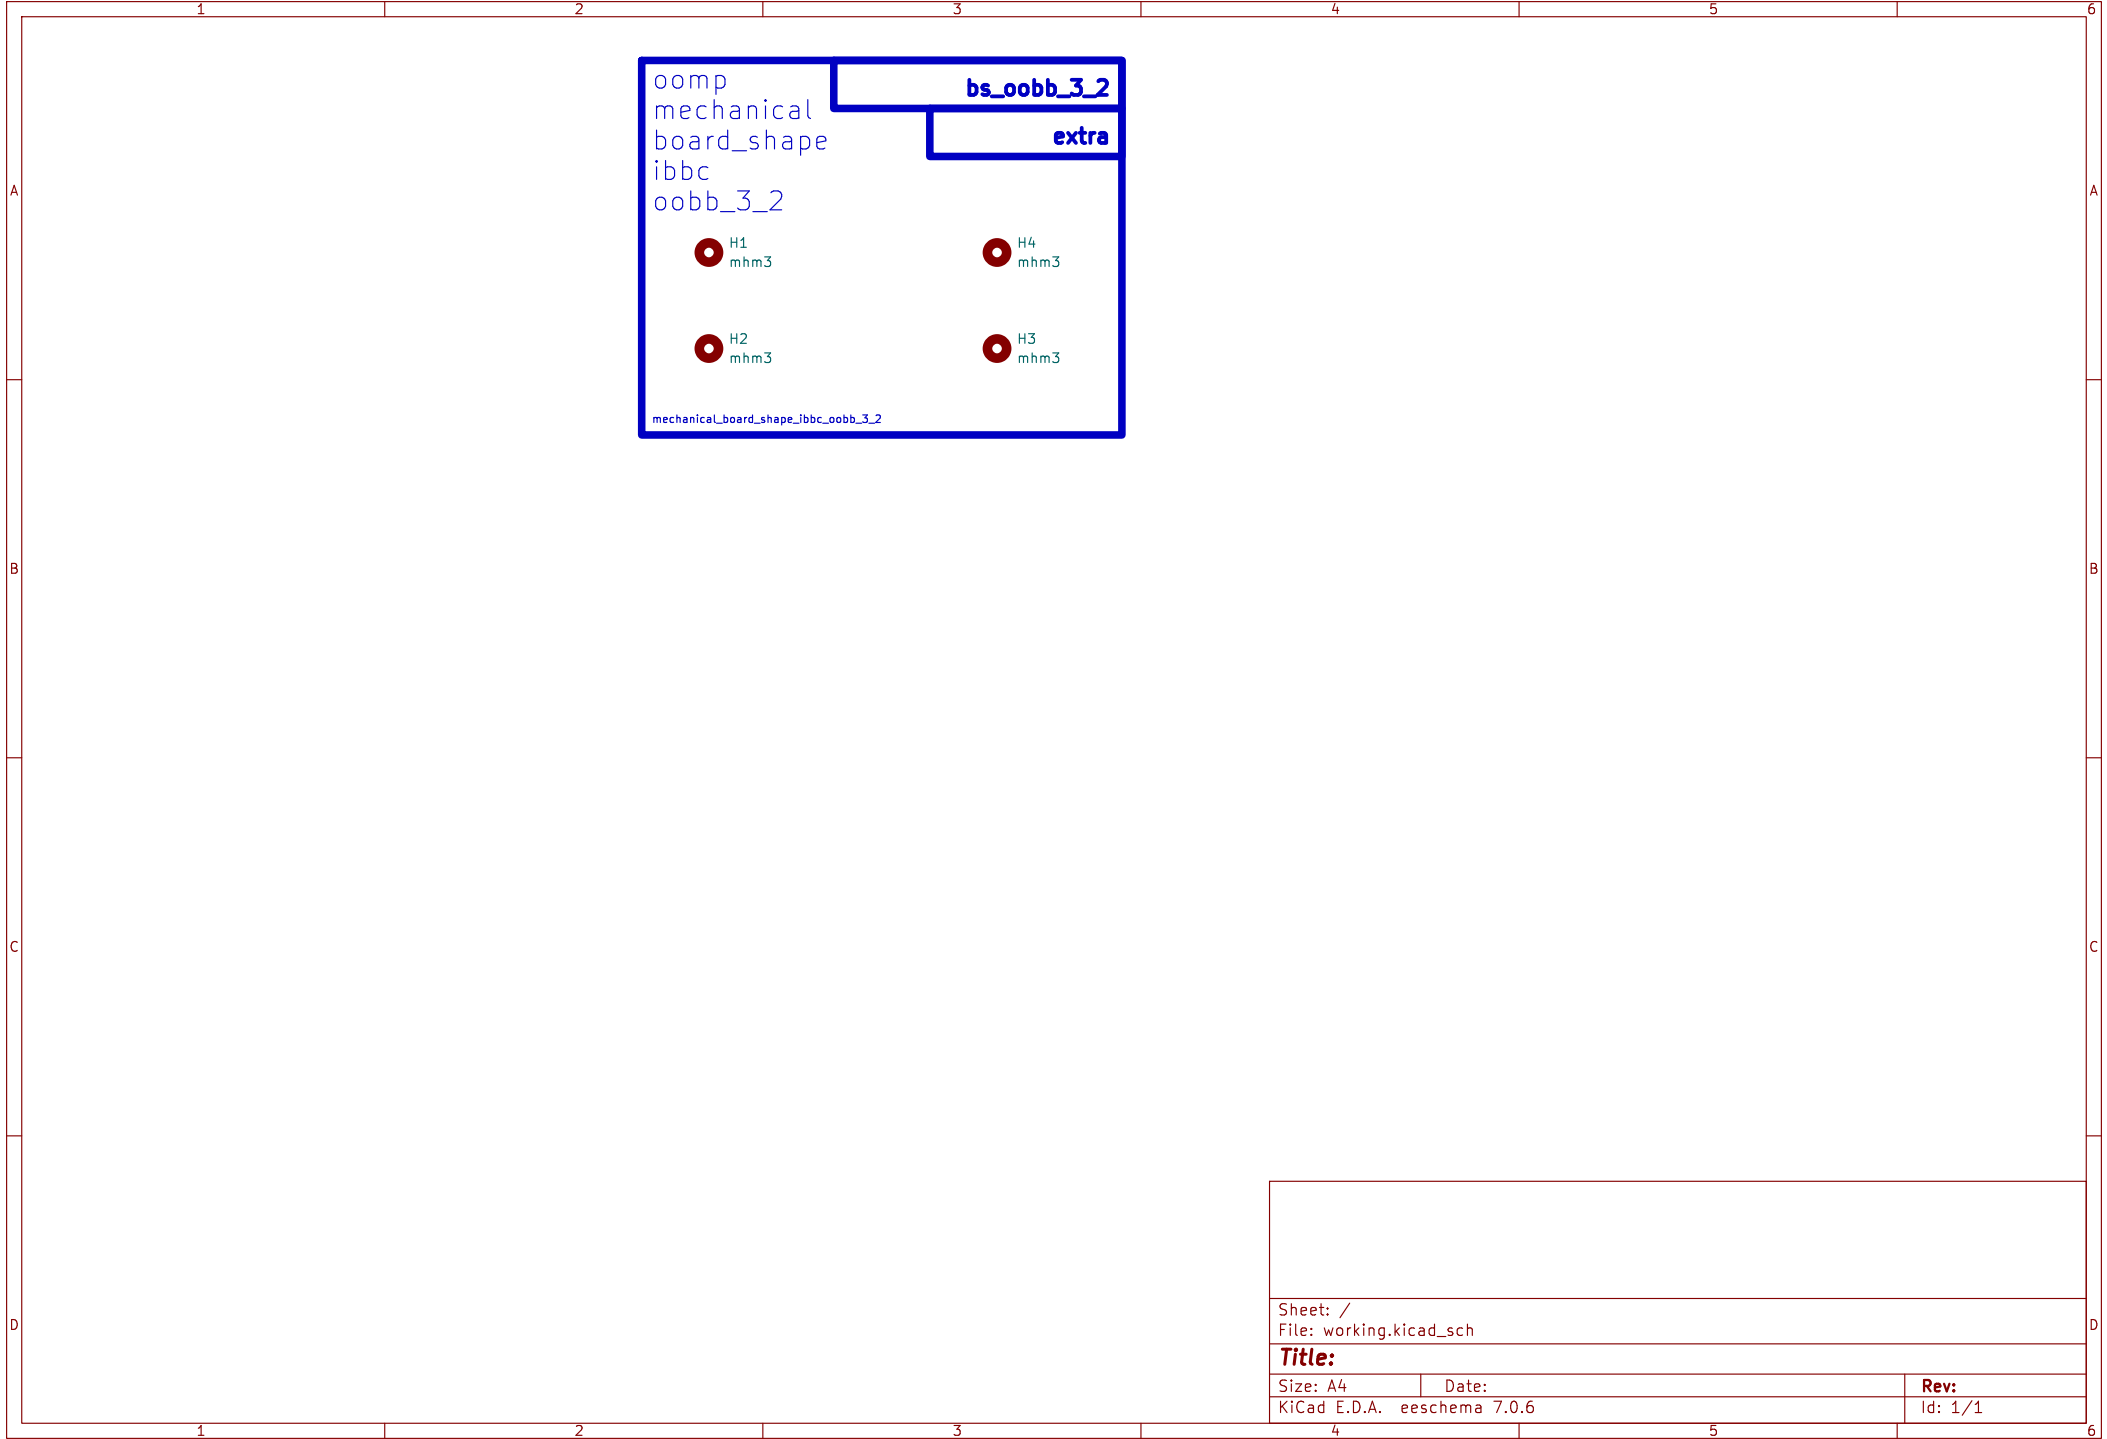 1 2 3 4 5 6
oomp
mechanical
board_shape
ibbc
oobb_3_2
bs_oobb_3_2
extra
A A
H1
mhm3
H4
mhm3
H2
mhm3
H3
mhm3
mechanical_board_shape_ibbc_oobb_3_2
B B
C C
D D
Sheet: /
File: working.kicad_sch
Title:
Size: A4 Date: Rev:
KiCad E.D.A. eeschema 7.0.6 Id: 1/1
1 2 3 4 5 6